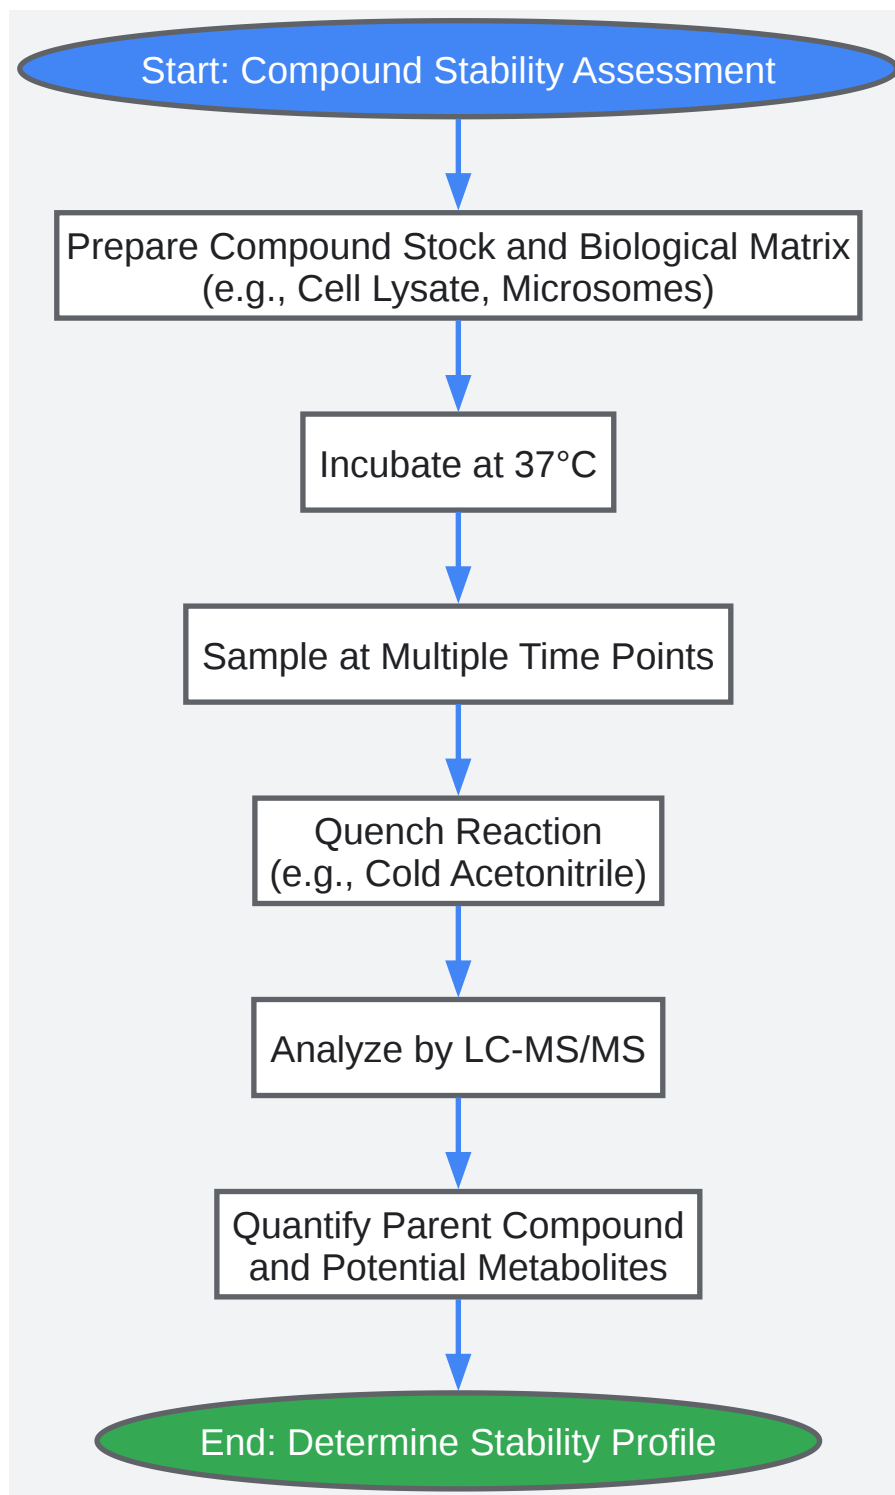 Start: Compound Stability Assessment
Prepare Compound Stock and Biological Matrix
(e.g., Cell Lysate, Microsomes)
Incubate at 37°C
Sample at Multiple Time Points
Quench Reaction
(e.g., Cold Acetonitrile)
Analyze by LC-MS/MS
Quantify Parent Compound
and Potential Metabolites
End: Determine Stability Profile